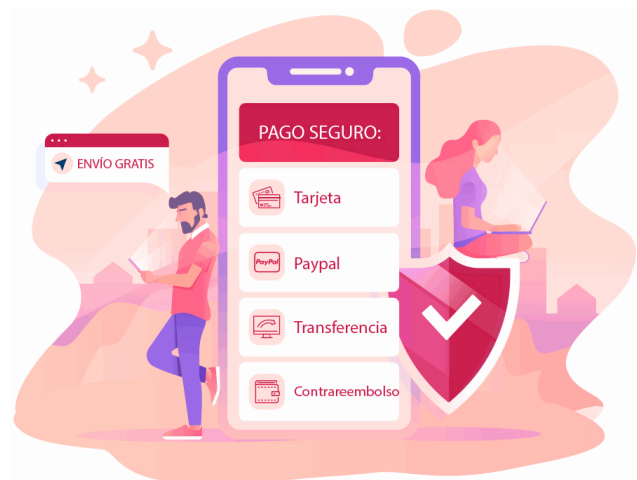 ENVÍO GRATIS
PAGO SEGURO:
Tarjeta
PayPal
Paypal
Transferencia
Contrareembolso